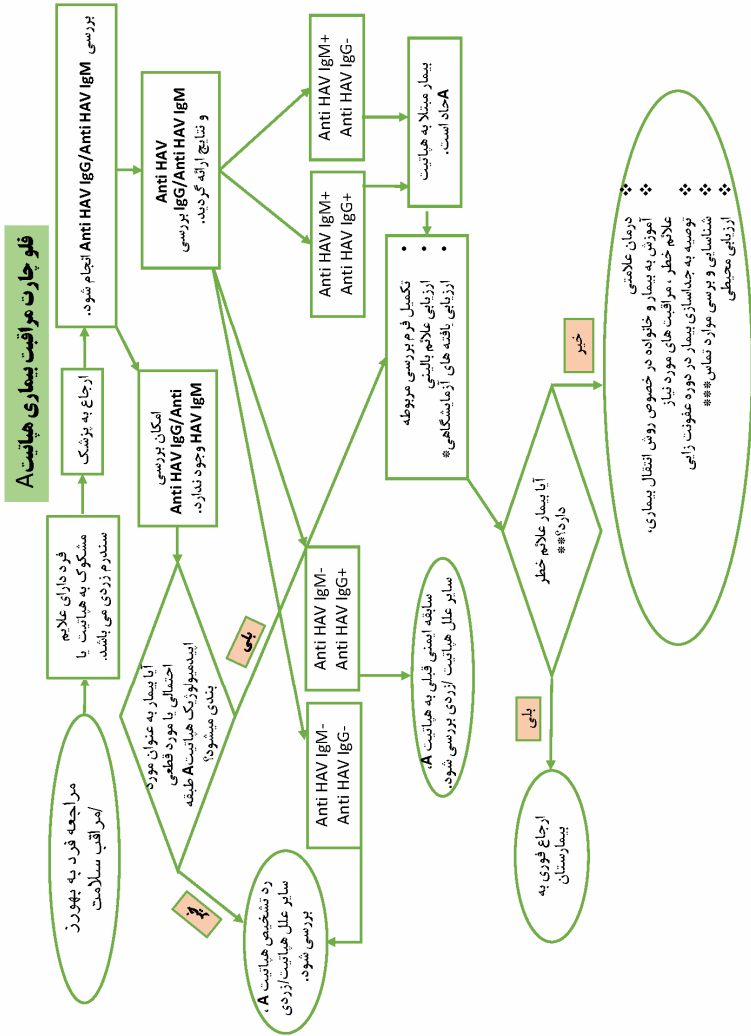 فلو چارت مراقبت بیماری هپاتیتA
مراجعه فرد به بهورز
/مراقب سلامت
فرد دارای علایم
مشکوک به هپاتیت یا
سندرم زردی می باشد.
ارجاع به پزشک
بررسی Anti HAV IgG/Anti HAV IgM
انجام شود.
امکان بررسی
Anti HAV IgG/Anti
HAV IgM وجود ندارد.
Anti HAV
بررسی IgG/Anti HAV IgM
و نتایج ارائه گردید.
آیا بیمار به عنوان مورد
احتمالی یا مورد قطعی
اپیدمیولوژیک هپاتیتA طبقه
بندی میشود؟
خیر
بلی
رد تشخیص هپاتیت A ،
سایر علل هپاتیت/زردی
بررسی شود.
Anti HAV IgM-
Anti HAV IgG-
Anti HAV IgM-
Anti HAV IgG+
Anti HAV IgM+
Anti HAV IgG+
Anti HAV IgM+
Anti HAV IgG-
سابقه ایمنی قبلی به هپاتیت A،
سایر علل هپاتیت /زردی بررسی شود.
بیمار مبتلا به هپاتیت
Aحاد است.
• تکمیل فرم بررسی مربوطه
• ارزیابی علائم بالینی
• ارزیابی یافته های آزمایشگاهی*
آیا بیمار علائم خطر
دارد؟**
بلی
خیر
ارجاع فوری به
بیمارستان
❖ درمان علامتی
❖ آموزش به بیمار و خانواده در خصوص روش انتقال بیماری،
علائم خطر ، مراقبت های مورد نیاز
❖ توصیه به جداسازی بیمار در دوره عفونت زایی
❖ شناسایی و بررسی موارد تماس***
❖ ارزیابی محیطی